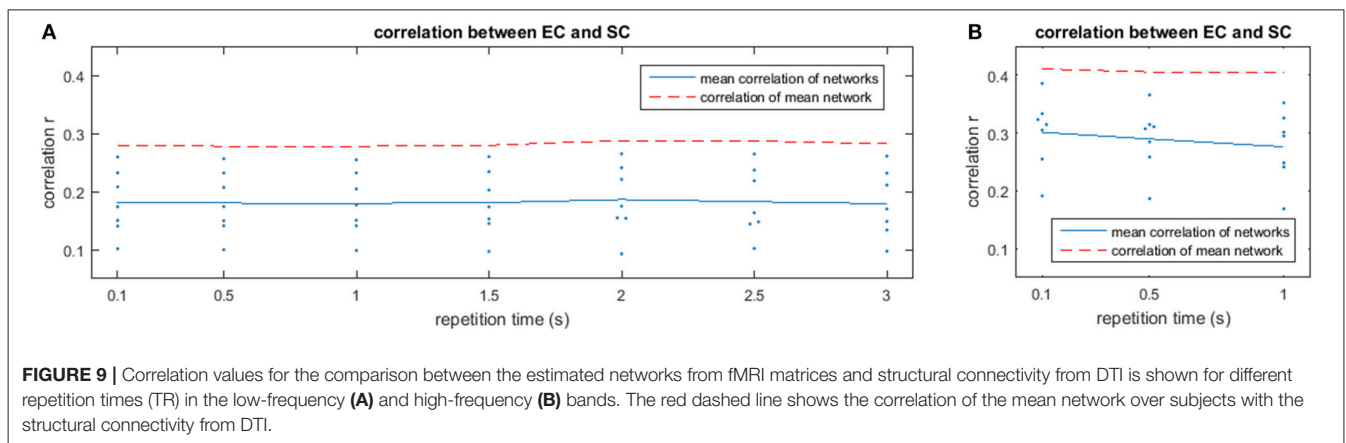 A
correlation between EC and SC
0.4
0.3
0.2
0.1
correlation r
mean correlation of networks
correlation of mean network
0.1 0.5 1 1.5 2 2.5 3
repetition time (s)
B
correlation between EC and SC
0.4
0.3
0.2
0.1
correlation r
mean correlation of networks
correlation of mean network
0.1 0.5 1
repetition time (s)
FIGURE 9 | Correlation values for the comparison between the estimated networks from fMRI matrices and structural connectivity from DTI is shown for different
repetition times (TR) in the low-frequency (A) and high-frequency (B) bands. The red dashed line shows the correlation of the mean network over subjects with the
structural connectivity from DTI.